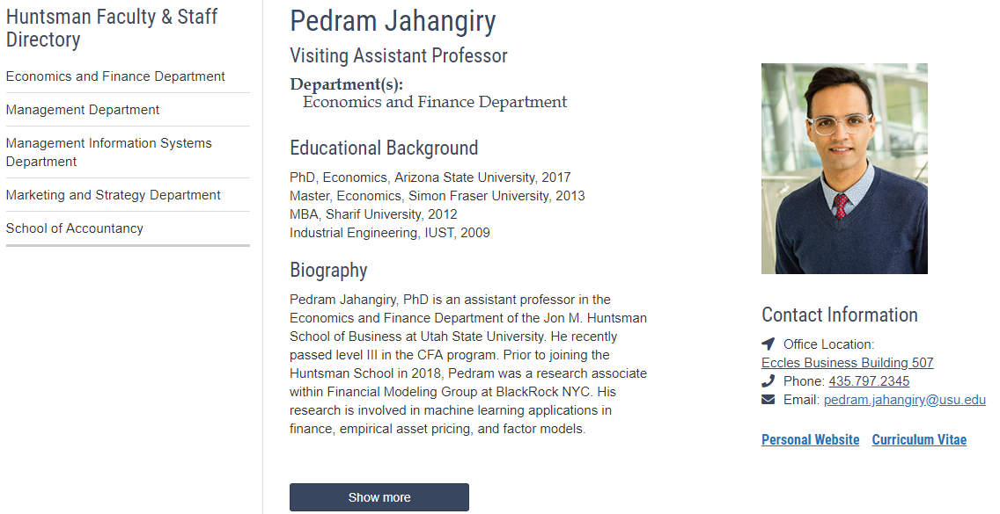 Huntsman Faculty & Staff
Directory
Economics and Finance Department
Management Department
Management Information Systems
Department
Marketing and Strategy Department
School of Accountancy
Pedram Jahangiry
Visiting Assistant Professor
Department(s):
Economics and Finance Department
Educational Background
PhD, Economics, Arizona State University, 2017
Master, Economics, Simon Fraser University, 2013
MBA, Sharif University, 2012
Industrial Engineering, IUST, 2009
Biography
Pedram Jahangiry, PhD is an assistant professor in the
Economics and Finance Department of the Jon M. Huntsman
School of Business at Utah State University. He recently
passed level III in the CFA program. Prior to joining the
Huntsman School in 2018, Pedram was a research associate
within Financial Modeling Group at BlackRock NYC. His
research is involved in machine learning applications in
finance, empirical asset pricing, and factor models.
Show more
Contact Information
Office Location:
Eccles Business Building 507
Phone: 435.797.2345
Email: pedram.jahangiry@usu.edu
Personal Website Curriculum Vitae